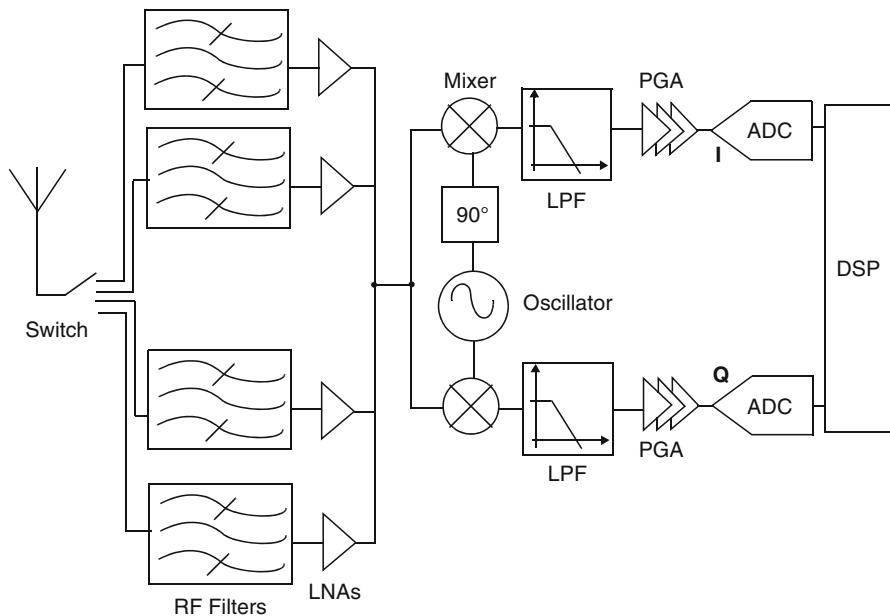 Mixer
PGA
ADC
I
LPF
90°
Oscillator
DSP
Switch
Q
ADC
PGA
LPF
LNAs
RF Filters